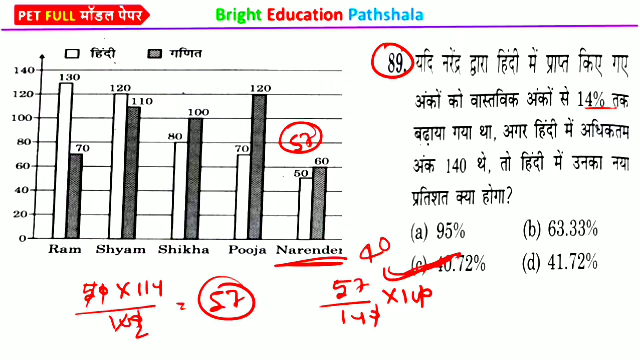 PET FULL मॉडल पेपर
Bright Education Pathshala
हिंदी गणित
140
120
100
80
60
40
20
0
130 70
120 110
80 100
70 120
50 60
57
Ram Shyam Shikha Pooja Narender
89. यदि नरेंद्र द्वारा हिंदी में प्राप्त किए गए
अंकों को वास्तविक अंकों से 14% तक
बढ़ाया गया था, अगर हिंदी में अधिकतम
अंक 140 थे, तो हिंदी में उनका नया
प्रतिशत क्या होगा?
(a) 95% (b) 63.33%
(c) 40.72% (d) 41.72%
40
50 × 114
100
= 57
57
140
× 100